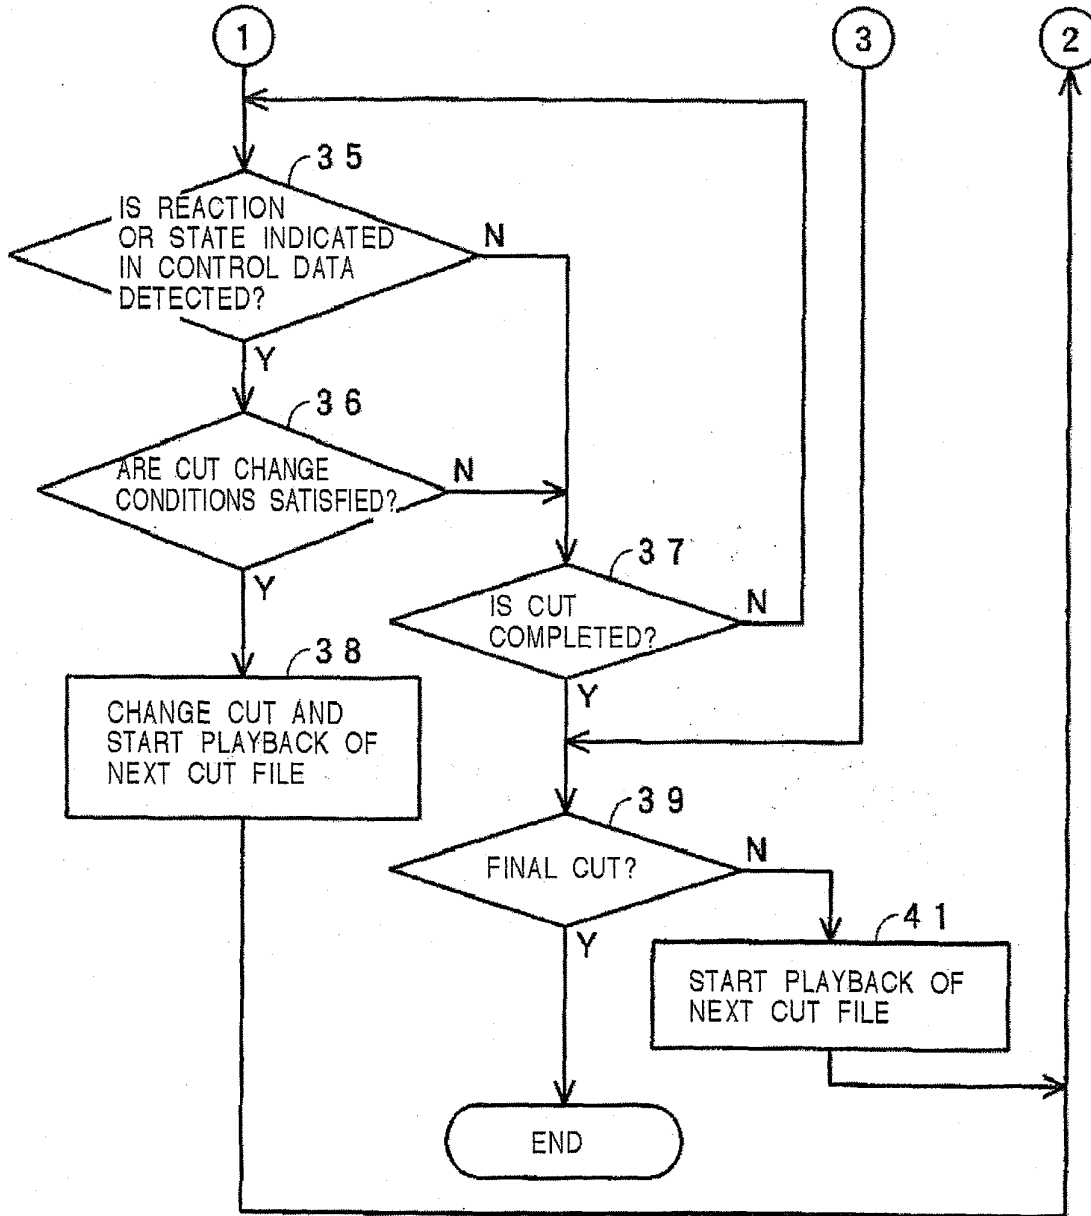 1
3
2
35
IS REACTION
OR STATE INDICATED
IN CONTROL DATA
DETECTED?
N
Y
36
ARE CUT CHANGE
CONDITIONS SATISFIED?
N
Y
37
IS CUT
COMPLETED?
N
Y
38
CHANGE CUT AND
START PLAYBACK OF
NEXT CUT FILE
39
FINAL CUT?
N
Y
41
START PLAYBACK OF
NEXT CUT FILE
END